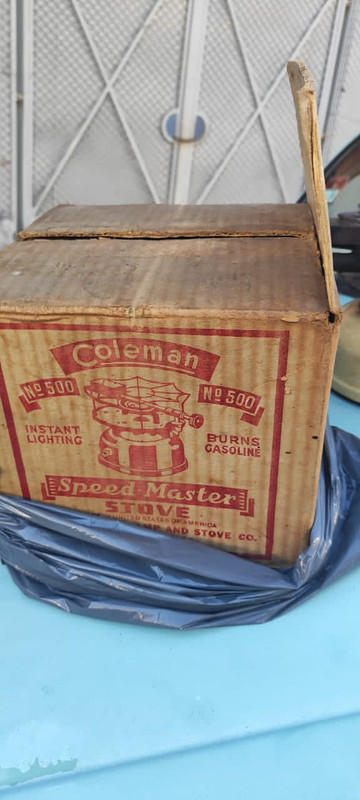 Coleman
Nº 500
Nº 500
INSTANT
LIGHTING
BURNS
GASOLINE
Speed-Master
STOVE
UNITED STATES OF AMERICA
AND STOVE CO.